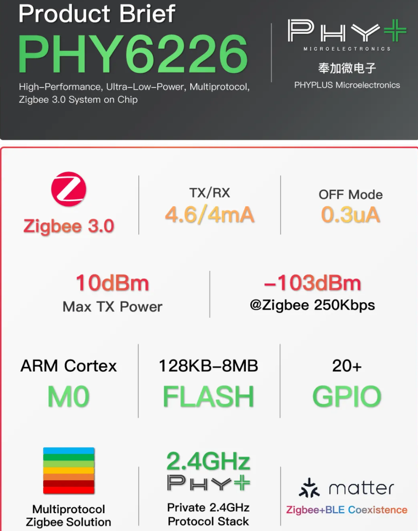 Product Brief
PHY6226
High-Performance, Ultra-Low-Power, Multiprotocol,
Zigbee 3.0 System on Chip
PHY+
MICROELECTRONICS
奉加微电子
PHYPLUS Microelectronics
Zigbee 3.0
TX/RX
4.6/4mA
OFF Mode
0.3uA
10dBm
Max TX Power
-103dBm
@Zigbee 250Kbps
ARM Cortex
M0
128KB-8MB
FLASH
20+
GPIO
Multiprotocol
Zigbee Solution
2.4GHz
PHY+
Private 2.4GHz
Protocol Stack
matter
Zigbee+BLE Coexistence